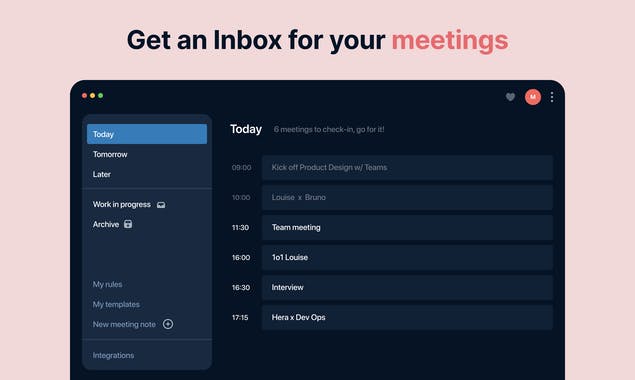 Get an Inbox for your meetings
M
Today
Tomorrow
Later
Work in progress
Archive
My rules
My templates
New meeting note
Integrations
Today 6 meetings to check-in, go for it!
09:00 Kick off Product Design w/ Teams
10:00 Louise x Bruno
11:30 Team meeting
16:00 1o1 Louise
16:30 Interview
17:15 Hera x Dev Ops